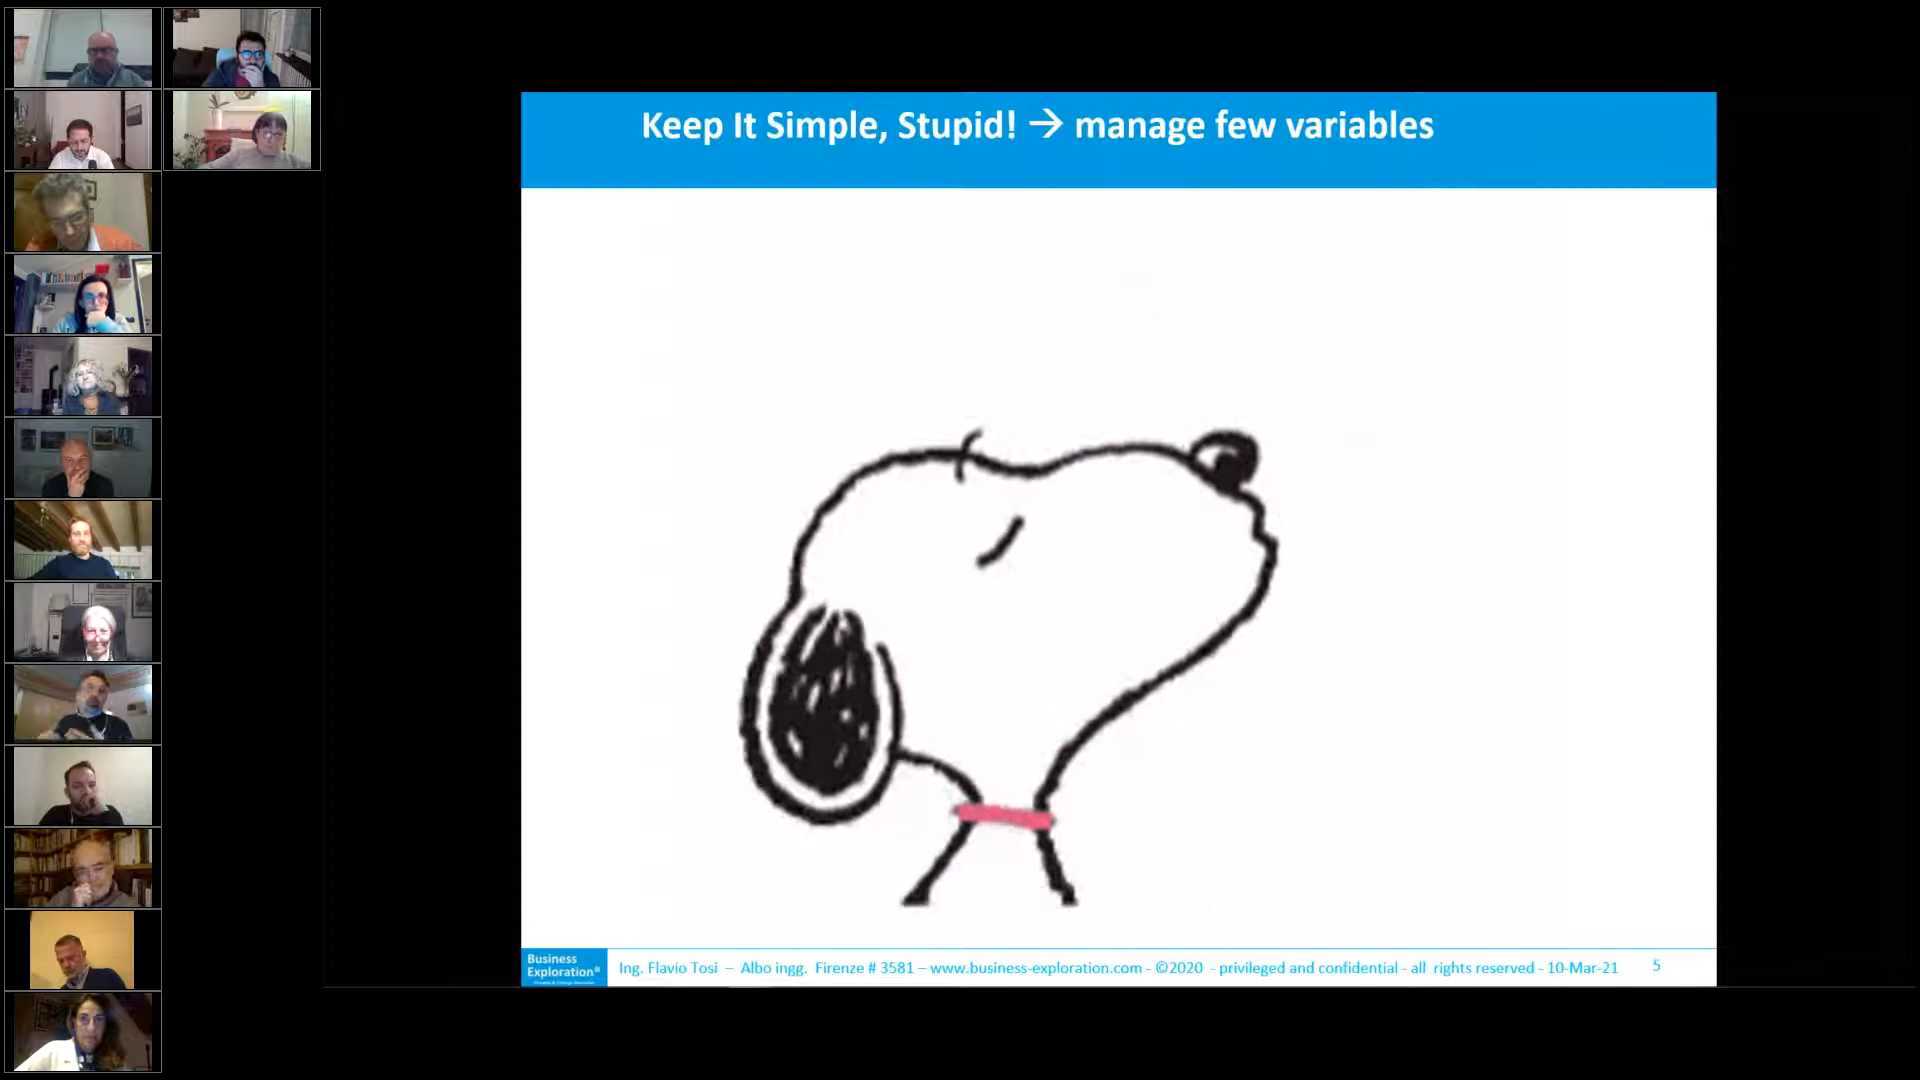 Keep It Simple, Stupid! → manage few variables
Business
Exploration®
Ing. Flavio Tosi – Albo ingg. Firenze # 3581 – www.business-exploration.com - ©2020 - privileged and confidential - all rights reserved - 10-Mar-21
5